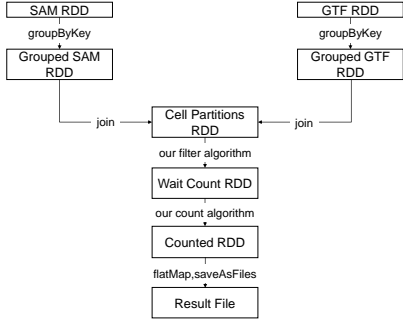 SAM RDD
GTF RDD
groupByKey
groupByKey
Grouped SAM
RDD
Grouped GTF
RDD
join
Cell Partitions
RDD
join
our filter algorithm
Wait Count RDD
our count algorithm
Counted RDD
flatMap,saveAsFiles
Result File